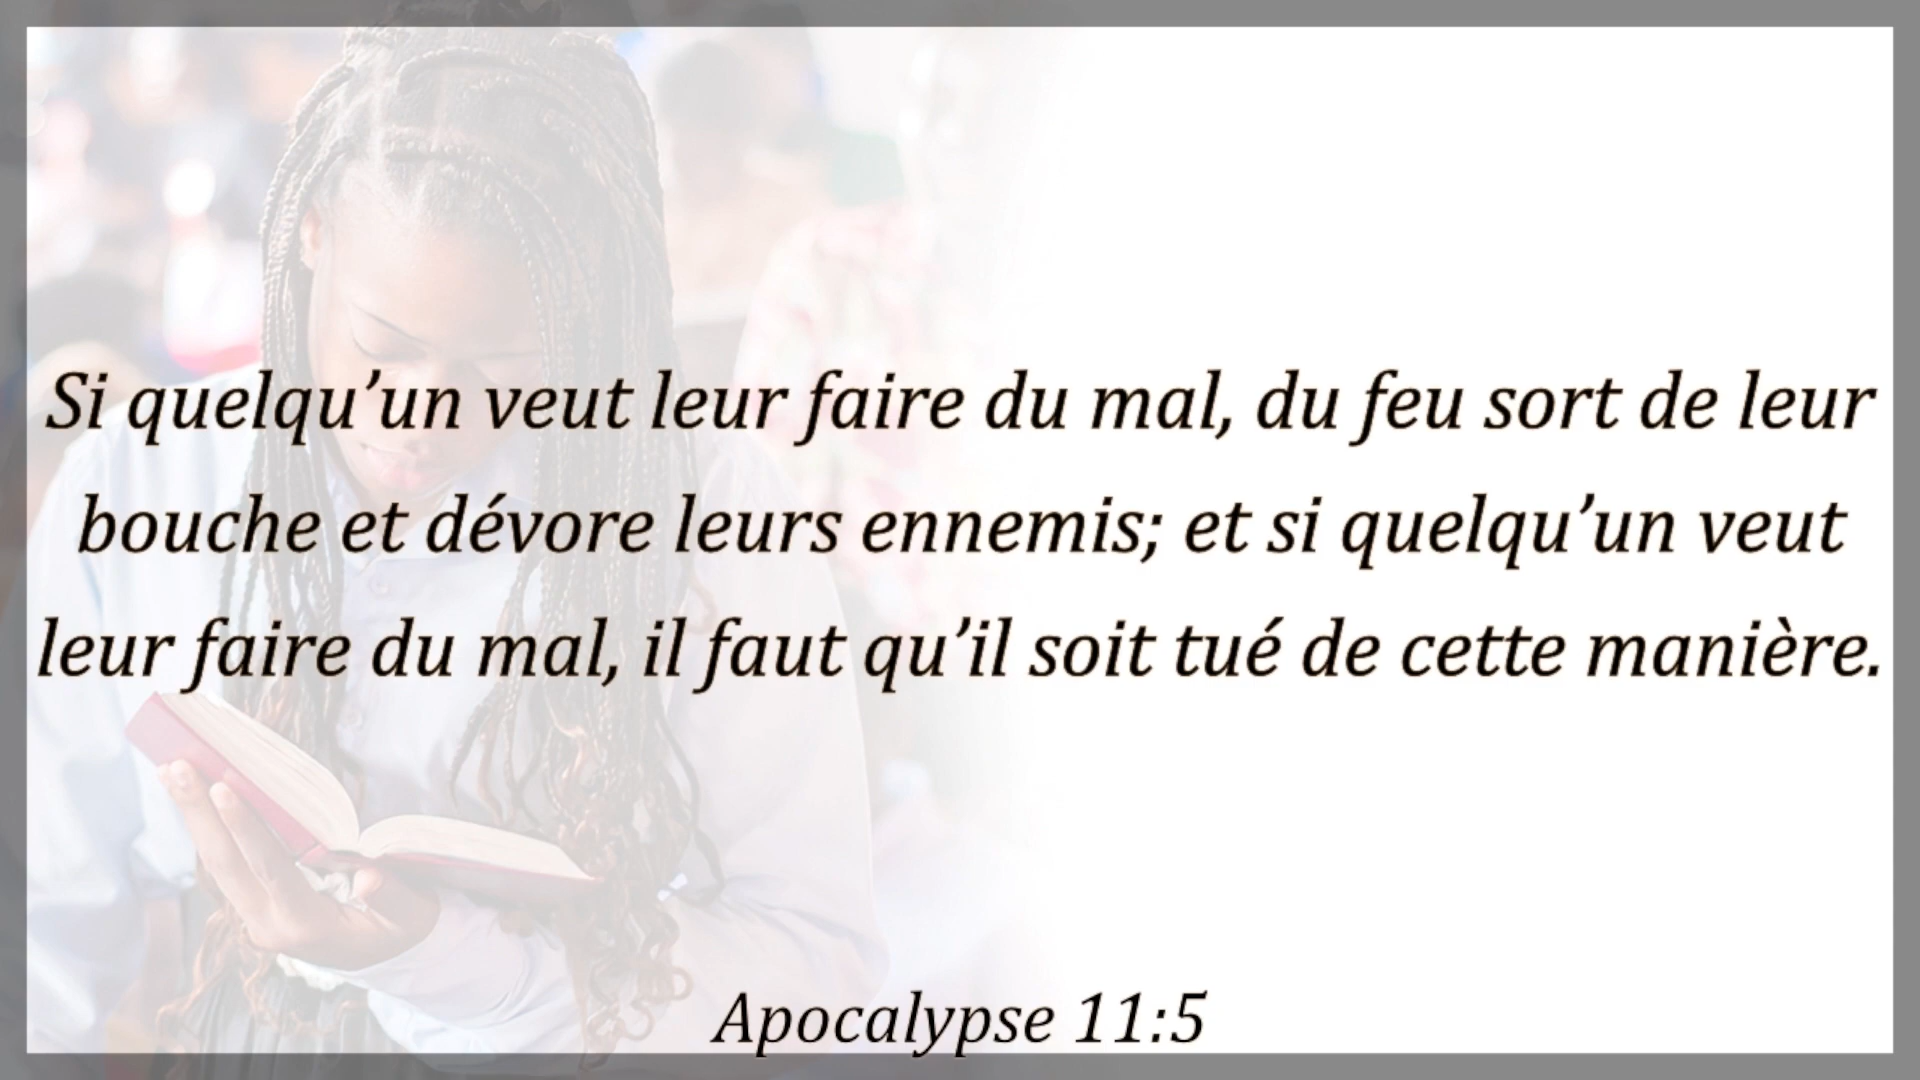 Si quelqu’un veut leur faire du mal, du feu sort de leur
bouche et dévore leurs ennemis; et si quelqu’un veut
leur faire du mal, il faut qu’il soit tué de cette manière.
Apocalypse 11:5